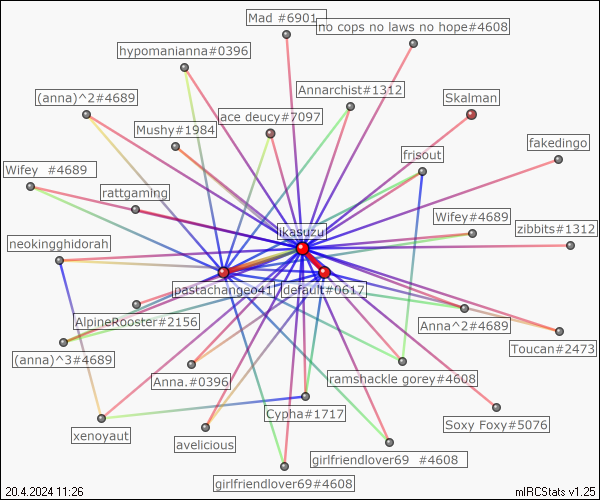 Mad #6901
no cops no laws no hope#4608
hypomanianna#0396
Annarchist#1312
(anna)^2#4689
Skalman
ace deucy#7097
Mushy#1984
fakedingo
frisout
Wifey #4689
rattgaming
Wifey#4689
zibbits#1312
ikasuzu
neokingghidorah
pastachange041
default#0617
AlpineRooster#2156
Anna^2#4689
Toucan#2473
(anna)^3#4689
Anna.#0396
ramshackle gorey#4608
Cypha#1717
Soxy Foxy#5076
xenoyaut
avelicious
girlfriendlover69 #4608
girlfriendlover69#4608
20.4.2024 11:26
mIRCStats v1.25